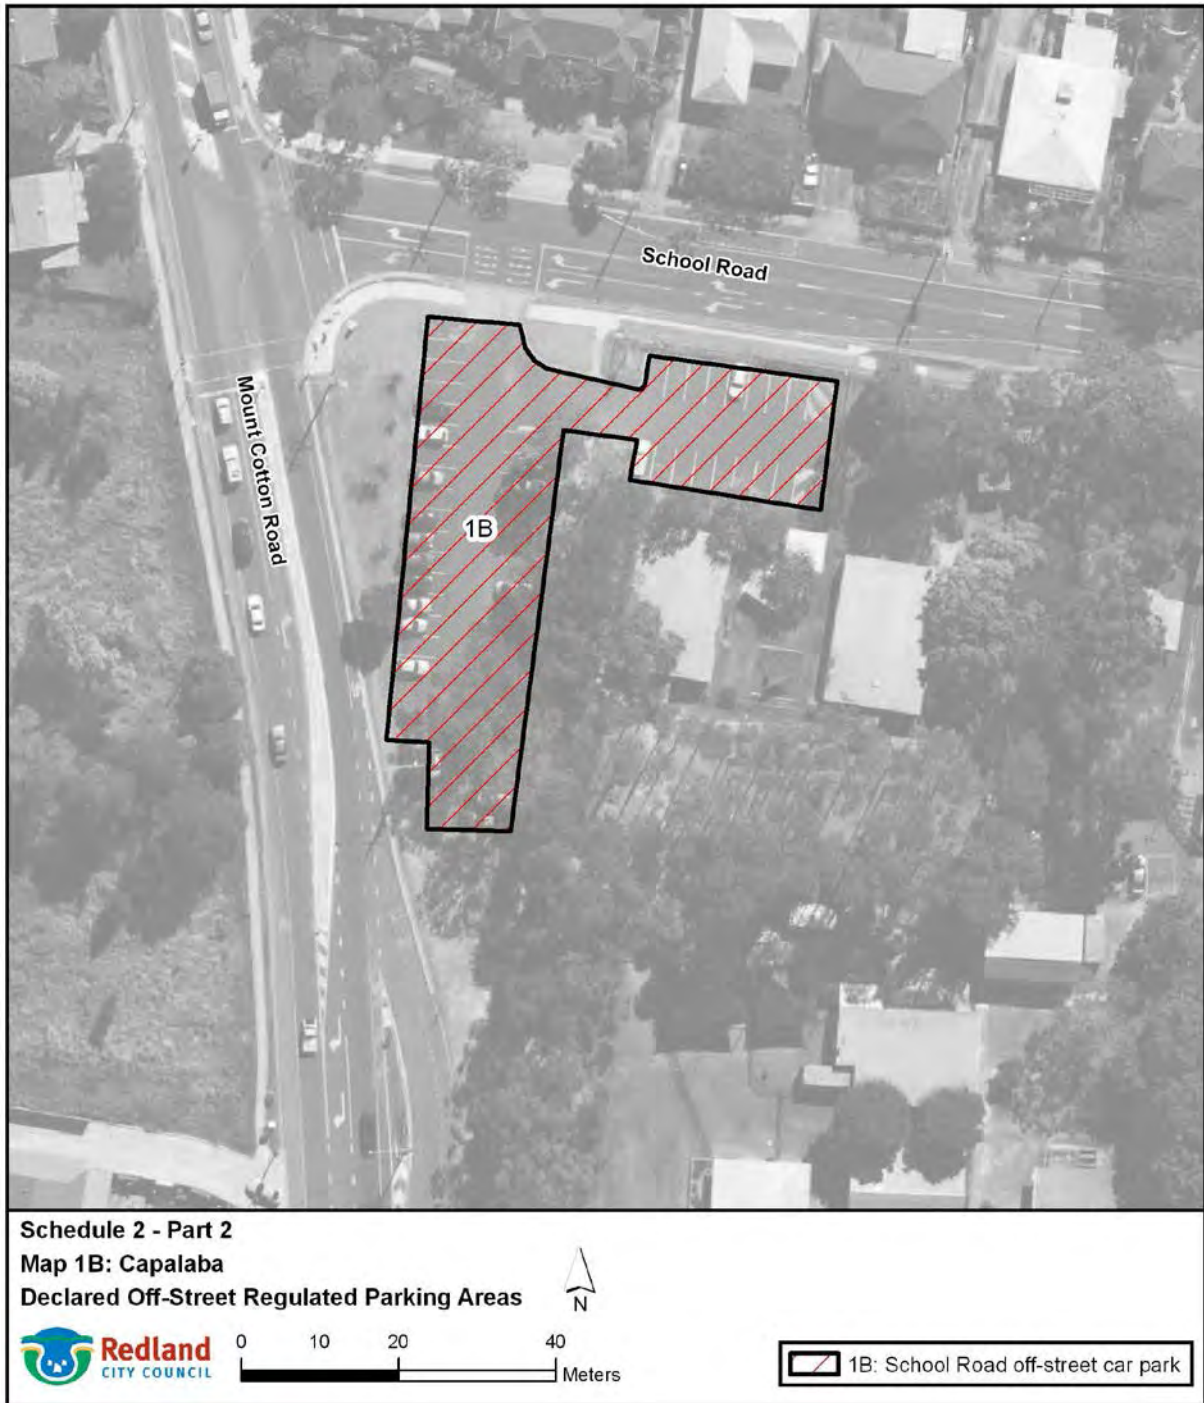 School Road
Mount Cotton Road
1B
Schedule 2 - Part 2
Map 1B: Capalaba
Declared Off-Street Regulated Parking Areas
N
Redland
CITY COUNCIL
0 10 20 40
Meters
1B: School Road off-street car park